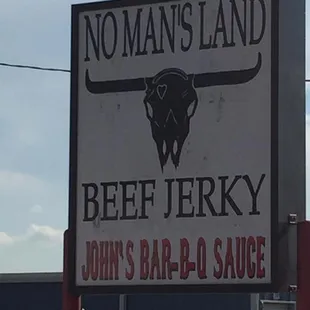 NO MAN'S LAND
BEEF JERKY
JOHN'S BAR-B-Q SAUCE